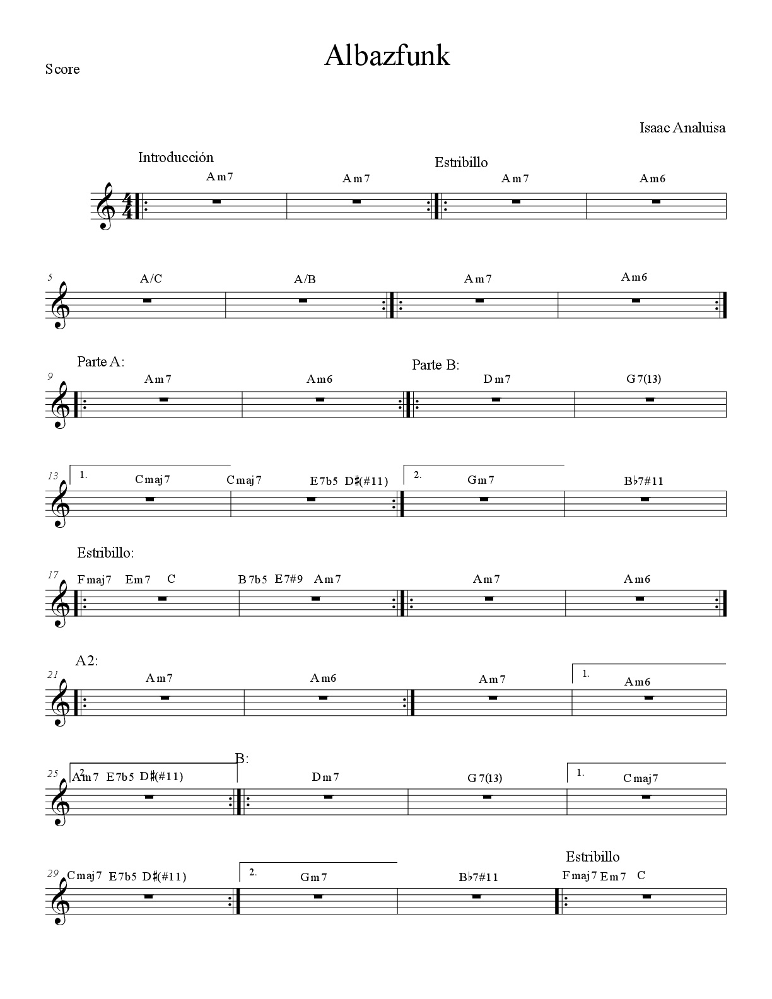 Albazfunk
Score
Isaac Analuisa
Introducción
Estribillo
Am7 Am7 Am7 Am6
4
4
5 A/C A/B Am7 Am6
Parte A: Parte B:
9 Am7 Am6 Dm7 G7(13)
13 1. Cmaj7 Cmaj7 E7b5 D♯(#11) 2. Gm7 B♭7#11
Estribillo:
17 Fmaj7 Em7 C B7b5 E7#9 Am7 Am7 Am6
A2:
21 Am7 Am6 Am7 1. Am6
B:
25 2. Am7 E7b5 D♯(#11) Dm7 G7(13) 1. Cmaj7
Estribillo
29 Cmaj7 E7b5 D♯(#11) 2. Gm7 B♭7#11 Fmaj7 Em7 C